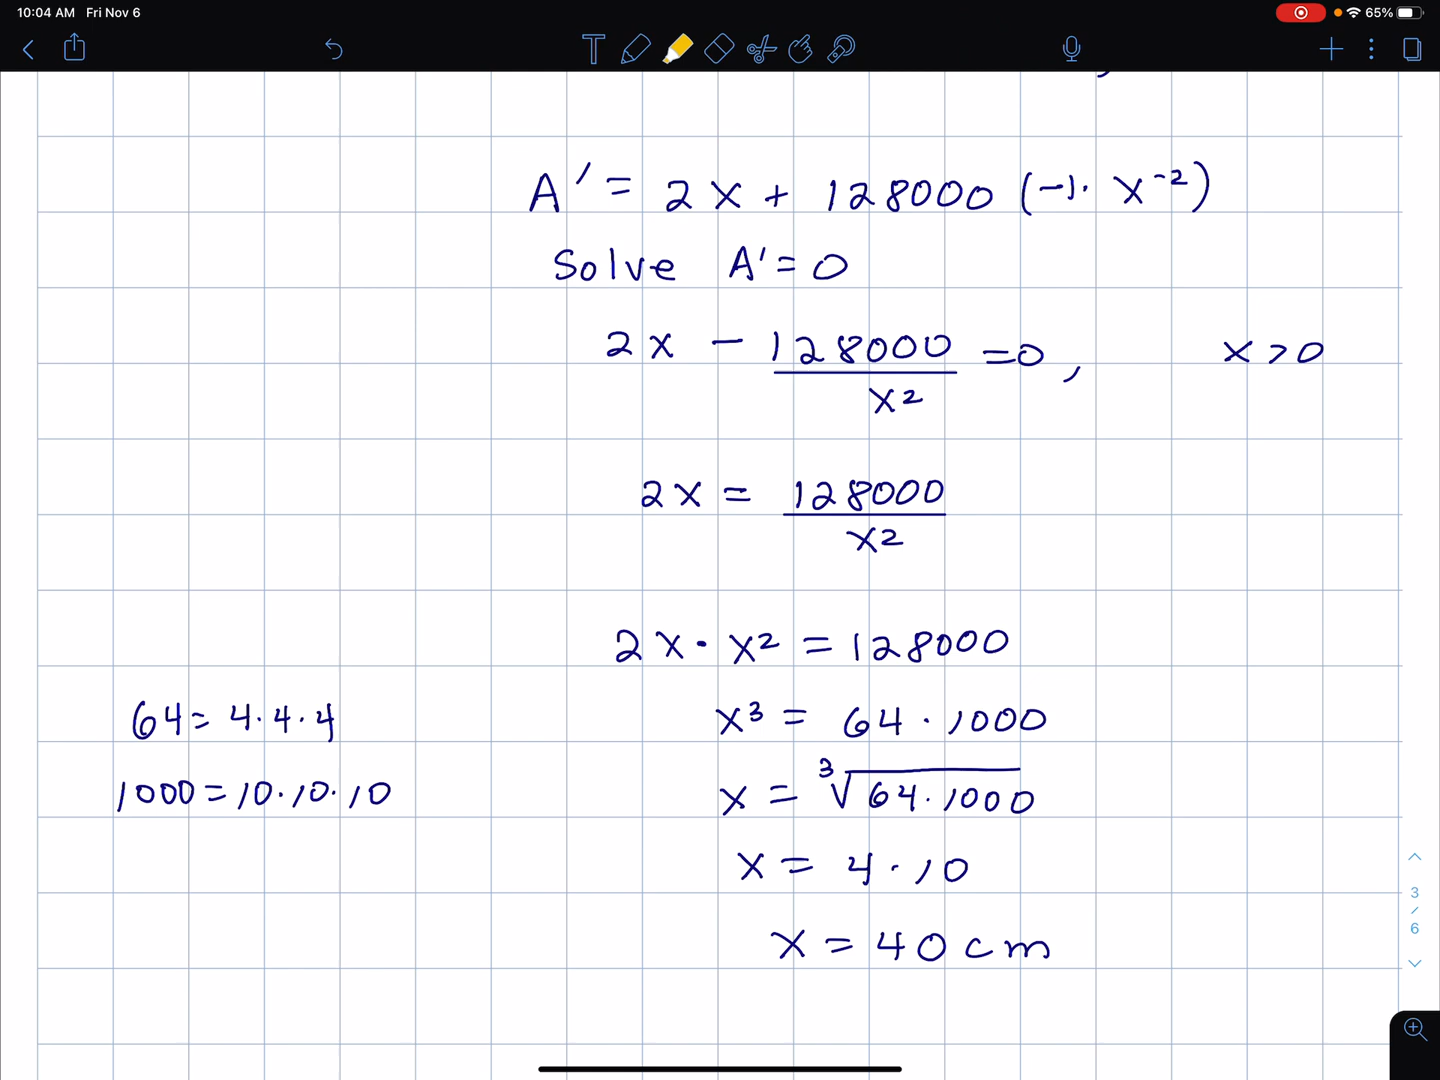 10:04 AM Fri Nov 6
65%
A' = 2x + 128000 (-1 · x⁻²)
Solve A' = 0
2x - 128000/x² = 0, x > 0
2x = 128000/x²
2x · x² = 128000
64 = 4·4·4
x³ = 64 · 1000
1000 = 10·10·10
x = ³√64·1000
x = 4·10
x = 40 cm
3
/
6